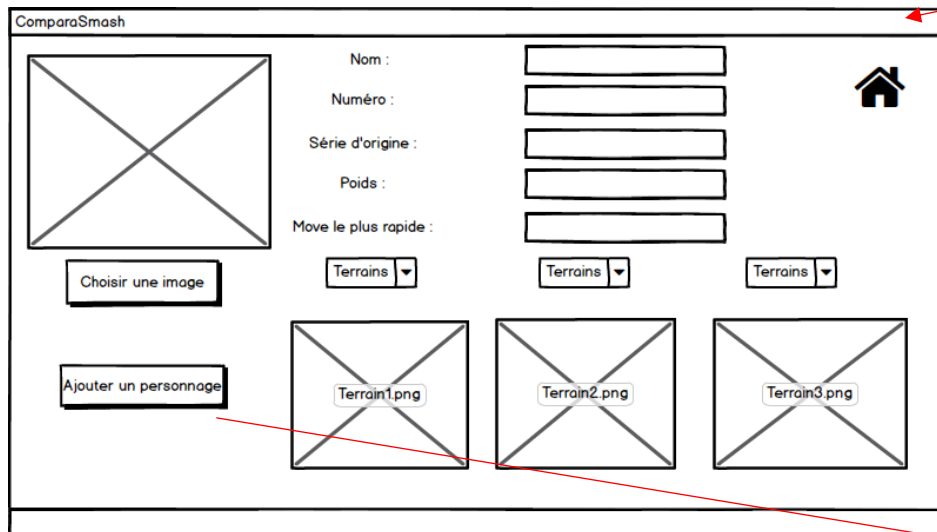 ComparaSmash
Nom :
Numéro :
Série d'origine :
Poids :
Move le plus rapide :
Choisir une image
Terrains
Terrains
Terrains
Ajouter un personnage
Terrain1.png
Terrain2.png
Terrain3.png